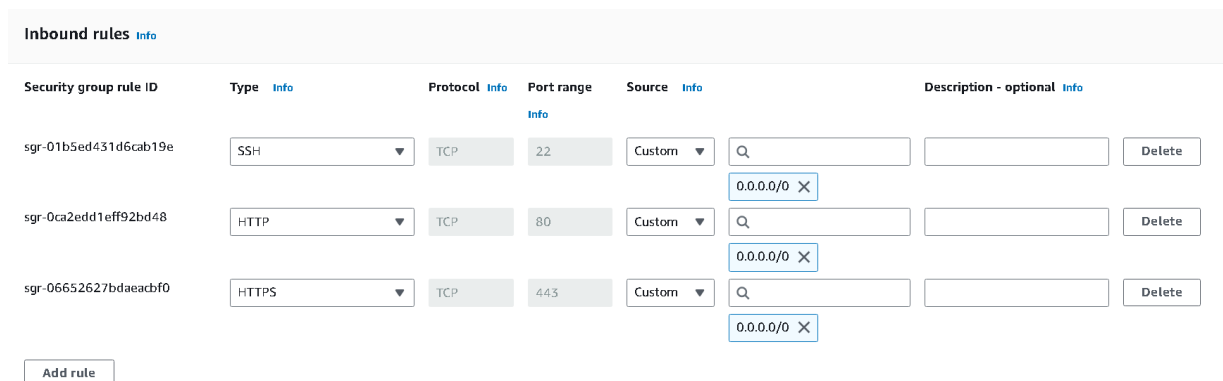 Inbound rules Info
Security group rule ID Type Info Protocol Info Port range Info Source Info Description - optional Info
sgr-01b5ed431d6cab19e SSH TCP 22 Custom Delete
0.0.0.0/0
sgr-0ca2edd1eff92bd48 HTTP TCP 80 Custom Delete
0.0.0.0/0
sgr-06652627bdaeacbf0 HTTPS TCP 443 Custom Delete
0.0.0.0/0
Add rule